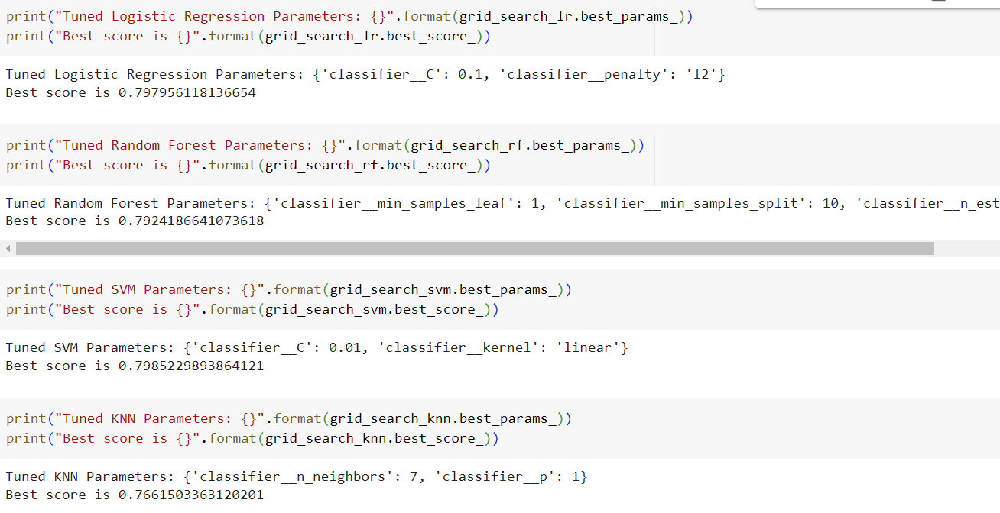 print("Tuned Logistic Regression Parameters: {}".format(grid_search_lr.best_params_))
print("Best score is {}".format(grid_search_lr.best_score_))
Tuned Logistic Regression Parameters: {'classifier__C': 0.1, 'classifier__penalty': 'l2'}
Best score is 0.797956118136654
print("Tuned Random Forest Parameters: {}".format(grid_search_rf.best_params_))
print("Best score is {}".format(grid_search_rf.best_score_))
Tuned Random Forest Parameters: {'classifier__min_samples_leaf': 1, 'classifier__min_samples_split': 10, 'classifier__n_est
Best score is 0.7924186641073618
print("Tuned SVM Parameters: {}".format(grid_search_svm.best_params_))
print("Best score is {}".format(grid_search_svm.best_score_))
Tuned SVM Parameters: {'classifier__C': 0.01, 'classifier__kernel': 'linear'}
Best score is 0.7985229893864121
print("Tuned KNN Parameters: {}".format(grid_search_knn.best_params_))
print("Best score is {}".format(grid_search_knn.best_score_))
Tuned KNN Parameters: {'classifier__n_neighbors': 7, 'classifier__p': 1}
Best score is 0.7661503363120201